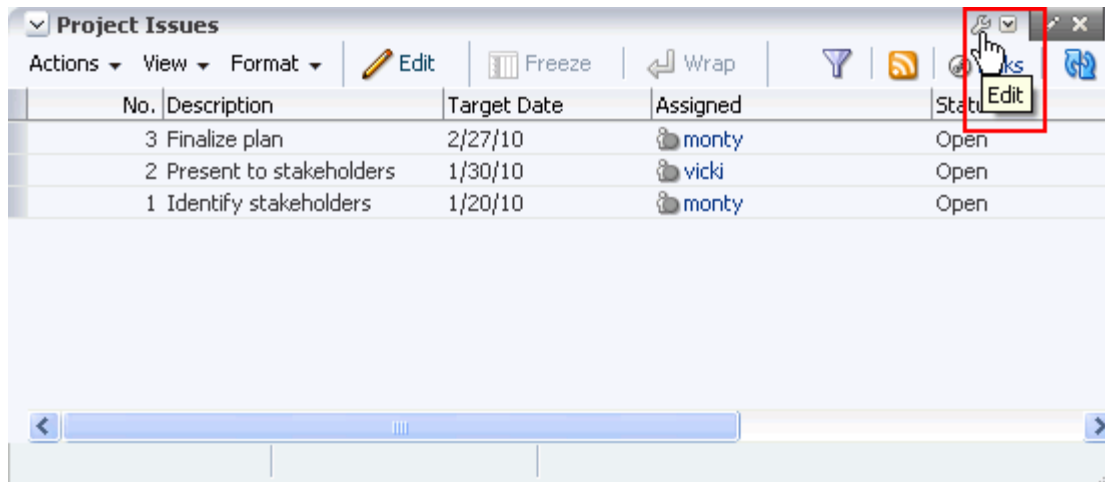 Project Issues
Actions View Format Edit Freeze Wrap ks
Edit
No. Description Target Date Assigned Statu
3 Finalize plan 2/27/10 monty Open
2 Present to stakeholders 1/30/10 vicki Open
1 Identify stakeholders 1/20/10 monty Open